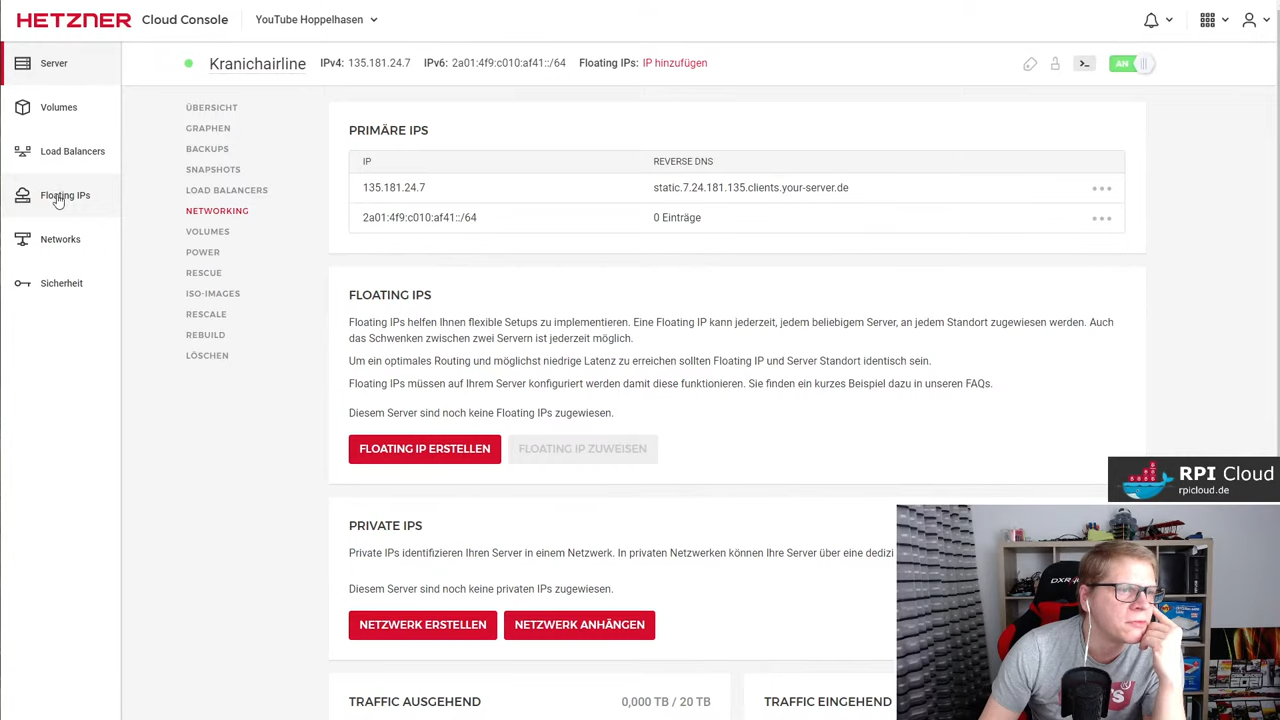 HETZNER Cloud Console YouTube Hoppelhasen
Server
Volumes
Load Balancers
Floating IPs
Networks
Sicherheit
Kranichairline IPv4: 135.181.24.7 IPv6: 2a01:4f9:c010:af41::/64 Floating IPs: IP hinzufügen
>_
AN
ÜBERSICHT
GRAPHEN
BACKUPS
SNAPSHOTS
LOAD BALANCERS
NETWORKING
VOLUMES
POWER
RESCUE
ISO-IMAGES
RESCALE
REBUILD
LÖSCHEN
PRIMÄRE IPS
IP REVERSE DNS
135.181.24.7 static.7.24.181.135.clients.your-server.de
2a01:4f9:c010:af41::/64 0 Einträge
FLOATING IPS
Floating IPs helfen Ihnen flexible Setups zu implementieren. Eine Floating IP kann jederzeit, jedem beliebigem Server, an jedem Standort zugewiesen werden. Auch
das Schwenken zwischen zwei Servern ist jederzeit möglich.
Um ein optimales Routing und möglichst niedrige Latenz zu erreichen sollten Floating IP und Server Standort identisch sein.
Floating IPs müssen auf Ihrem Server konfiguriert werden damit diese funktionieren. Sie finden ein kurzes Beispiel dazu in unseren FAQs.
Diesem Server sind noch keine Floating IPs zugewiesen.
FLOATING IP ERSTELLEN FLOATING IP ZUWEISEN
PRIVATE IPS
Private IPs identifizieren Ihren Server in einem Netzwerk. In privaten Netzwerken können Ihre Server über eine dedizi
Diesem Server sind noch keine privaten IPs zugewiesen.
NETZWERK ERSTELLEN NETZWERK ANHÄNGEN
TRAFFIC AUSGEHEND 0,000 TB / 20 TB
TRAFFIC EINGEHEND
RPI Cloud
rpicloud.de